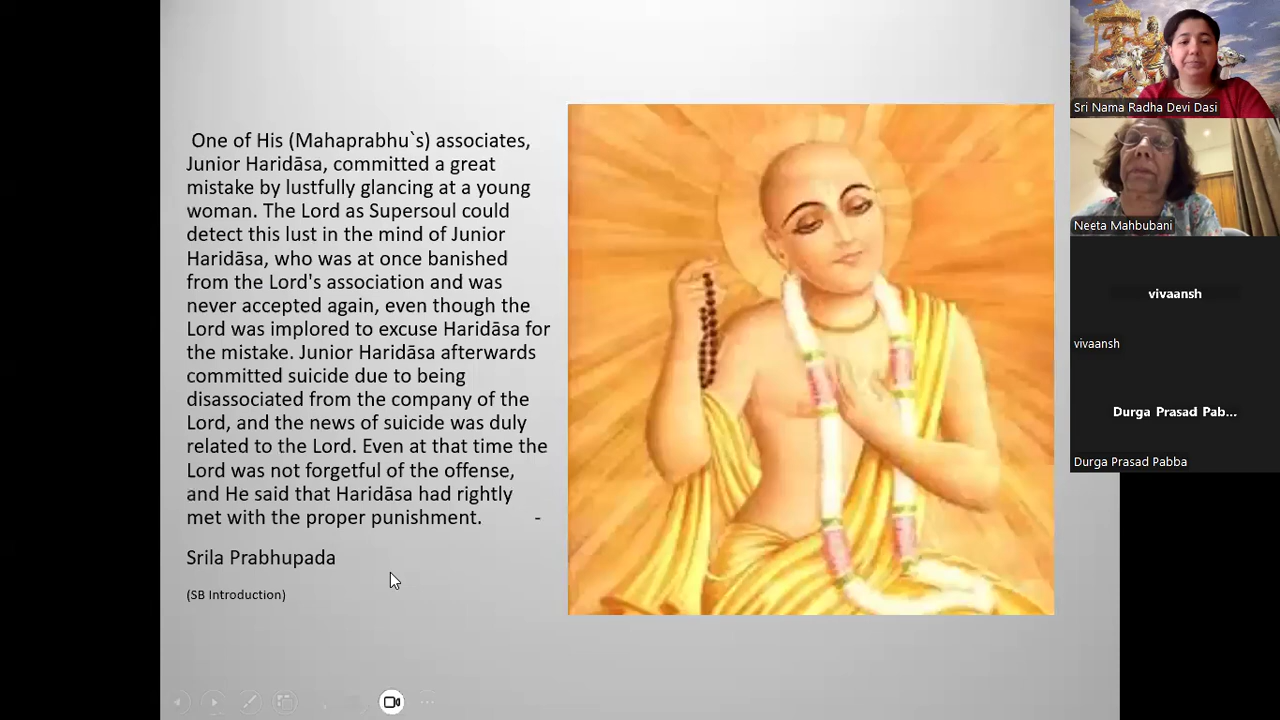 One of His (Mahaprabhu`s) associates,
Junior Haridāsa, committed a great
mistake by lustfully glancing at a young
woman. The Lord as Supersoul could
detect this lust in the mind of Junior
Haridāsa, who was at once banished
from the Lord's association and was
never accepted again, even though the
Lord was implored to excuse Haridāsa for
the mistake. Junior Haridāsa afterwards
committed suicide due to being
disassociated from the company of the
Lord, and the news of suicide was duly
related to the Lord. Even at that time the
Lord was not forgetful of the offense,
and He said that Haridāsa had rightly
met with the proper punishment. -
Srila Prabhupada
(SB Introduction)
Sri Nama Radha Devi Dasi
Neeta Mahbubani
vivaansh
vivaansh
Durga Prasad Pab...
Durga Prasad Pabba